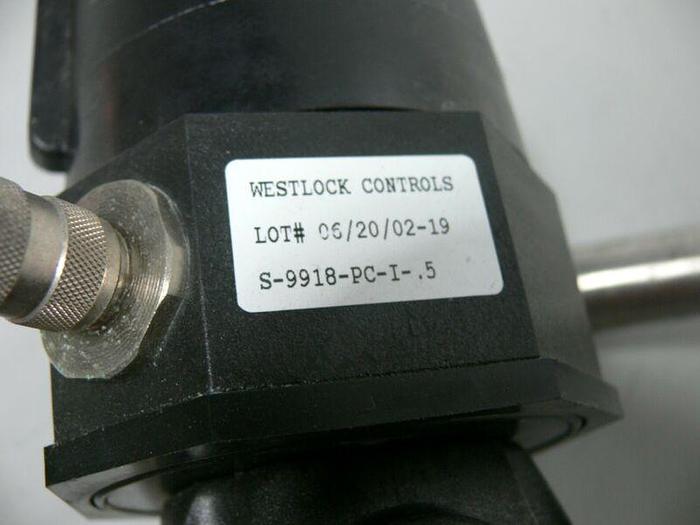 WESTLOCK CONTROLS
LOT# 06/20/02-19
S-9918-PC-I-.5